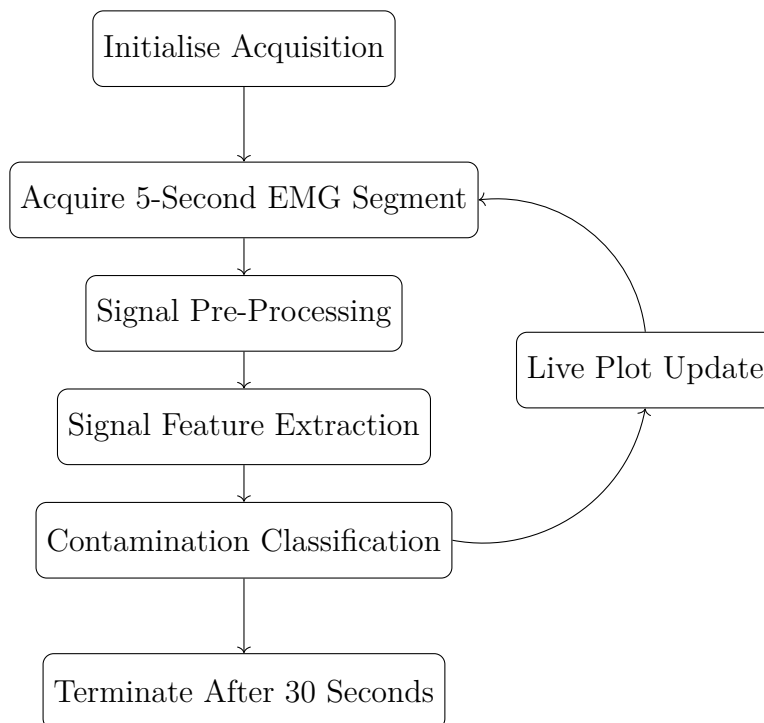 Initialise Acquisition
Acquire 5-Second EMG Segment
Signal Pre-Processing
Live Plot Update
Signal Feature Extraction
Contamination Classification
Terminate After 30 Seconds